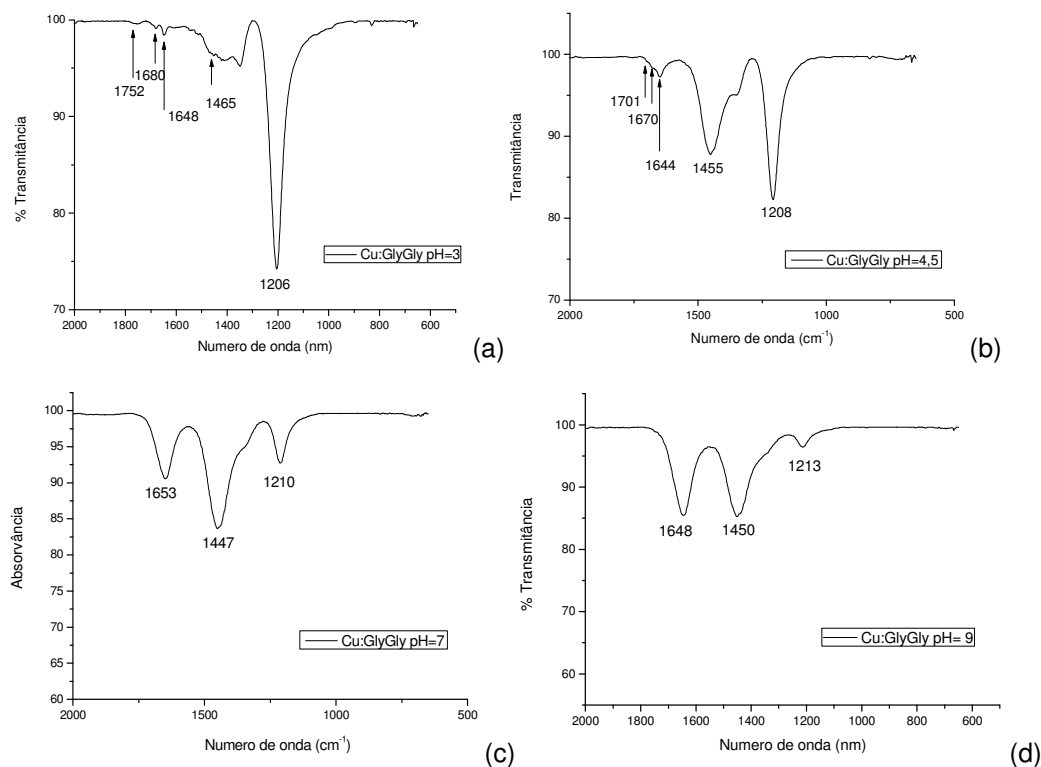 100
90
80
70
% Transmitância
1752
1680
1648
1465
1206
Cu:GlyGly pH=3
2000 1800 1600 1400 1200 1000 800 600
Numero de onda (nm)
(a)
100
90
80
70
Transmitância
1701
1670
1644
1455
1208
Cu:GlyGly pH=4,5
2000 1500 1000 500
Numero de onda (cm⁻¹)
(b)
100
95
90
85
80
75
70
65
60
Absorvância
1653
1447
1210
Cu:GlyGly pH=7
2000 1500 1000 500
Numero de onda (cm⁻¹)
(c)
100
95
90
85
80
75
70
65
60
% Transmitância
1648
1450
1213
Cu:GlyGly pH= 9
2000 1800 1600 1400 1200 1000 800 600
Numero de onda (nm)
(d)